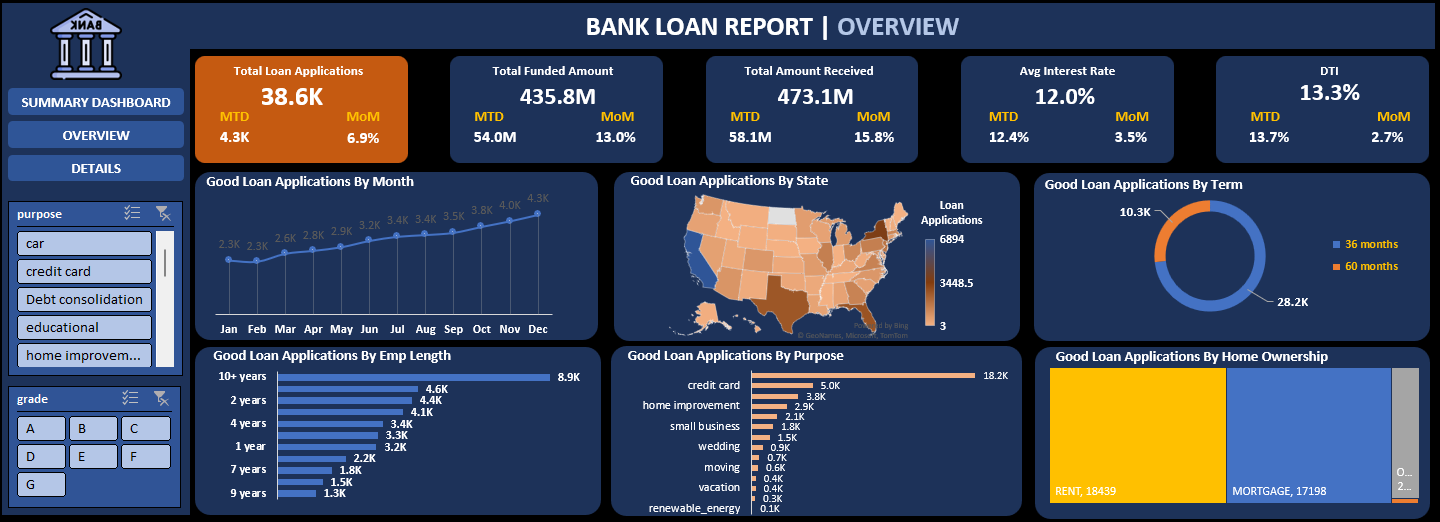 BANK
BANK LOAN REPORT | OVERVIEW
SUMMARY DASHBOARD
OVERVIEW
DETAILS
Total Loan Applications
38.6K
MTD MoM
4.3K 6.9%
Total Funded Amount
435.8M
MTD MoM
54.0M 13.0%
Total Amount Received
473.1M
MTD MoM
58.1M 15.8%
Avg Interest Rate
12.0%
MTD MoM
12.4% 3.5%
DTI
13.3%
MTD MoM
13.7% 2.7%
purpose
car
credit card
Debt consolidation
educational
home improvem...
grade
A B C
D E F
G
Good Loan Applications By Month
2.3K 2.3K 2.6K 2.8K 2.9K 3.2K 3.4K 3.4K 3.5K 3.8K 4.0K 4.3K
Jan Feb Mar Apr May Jun Jul Aug Sep Oct Nov Dec
Good Loan Applications By State
Loan
Applications
6894
3448.5
3
Powered by Bing
© GeoNames, Microsoft, TomTom
Good Loan Applications By Term
10.3K
28.2K
36 months
60 months
Good Loan Applications By Emp Length
10+ years 8.9K
4.6K
2 years 4.4K
4.1K
4 years 3.4K
3.3K
1 year 3.2K
2.2K
7 years 1.8K
1.5K
9 years 1.3K
Good Loan Applications By Purpose
18.2K
credit card 5.0K
3.8K
home improvement 2.9K
2.1K
small business 1.8K
1.5K
wedding 0.9K
0.7K
moving 0.6K
0.4K
vacation 0.4K
0.3K
renewable_energy 0.1K
Good Loan Applications By Home Ownership
RENT, 18439
MORTGAGE, 17198
O...
2...